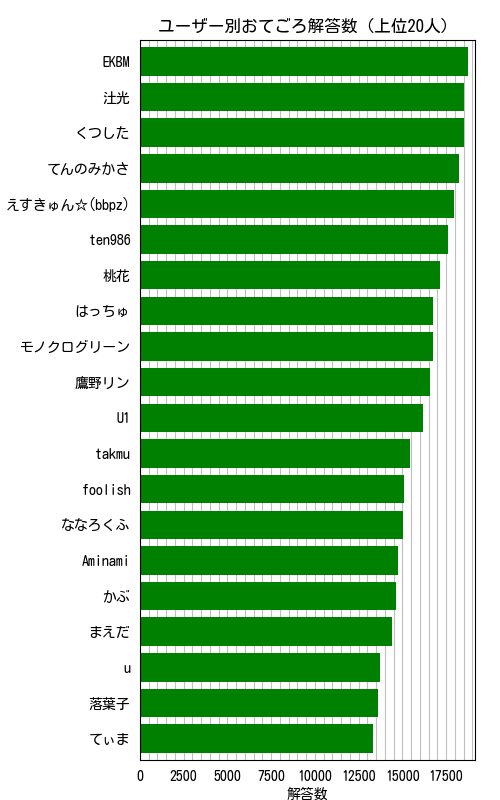 ユーザー別おてごろ解答数（上位20人）
EKBM
汢光
くつした
てんのみかさ
えすきゅん☆(bbpz)
ten986
桃花
はっちゅ
モノクログリーン
鷹野リン
U1
takmu
foolish
ななろくふ
Aminami
かぶ
まえだ
u
落葉子
てぃま
0 2500 5000 7500 10000 12500 15000 17500
解答数